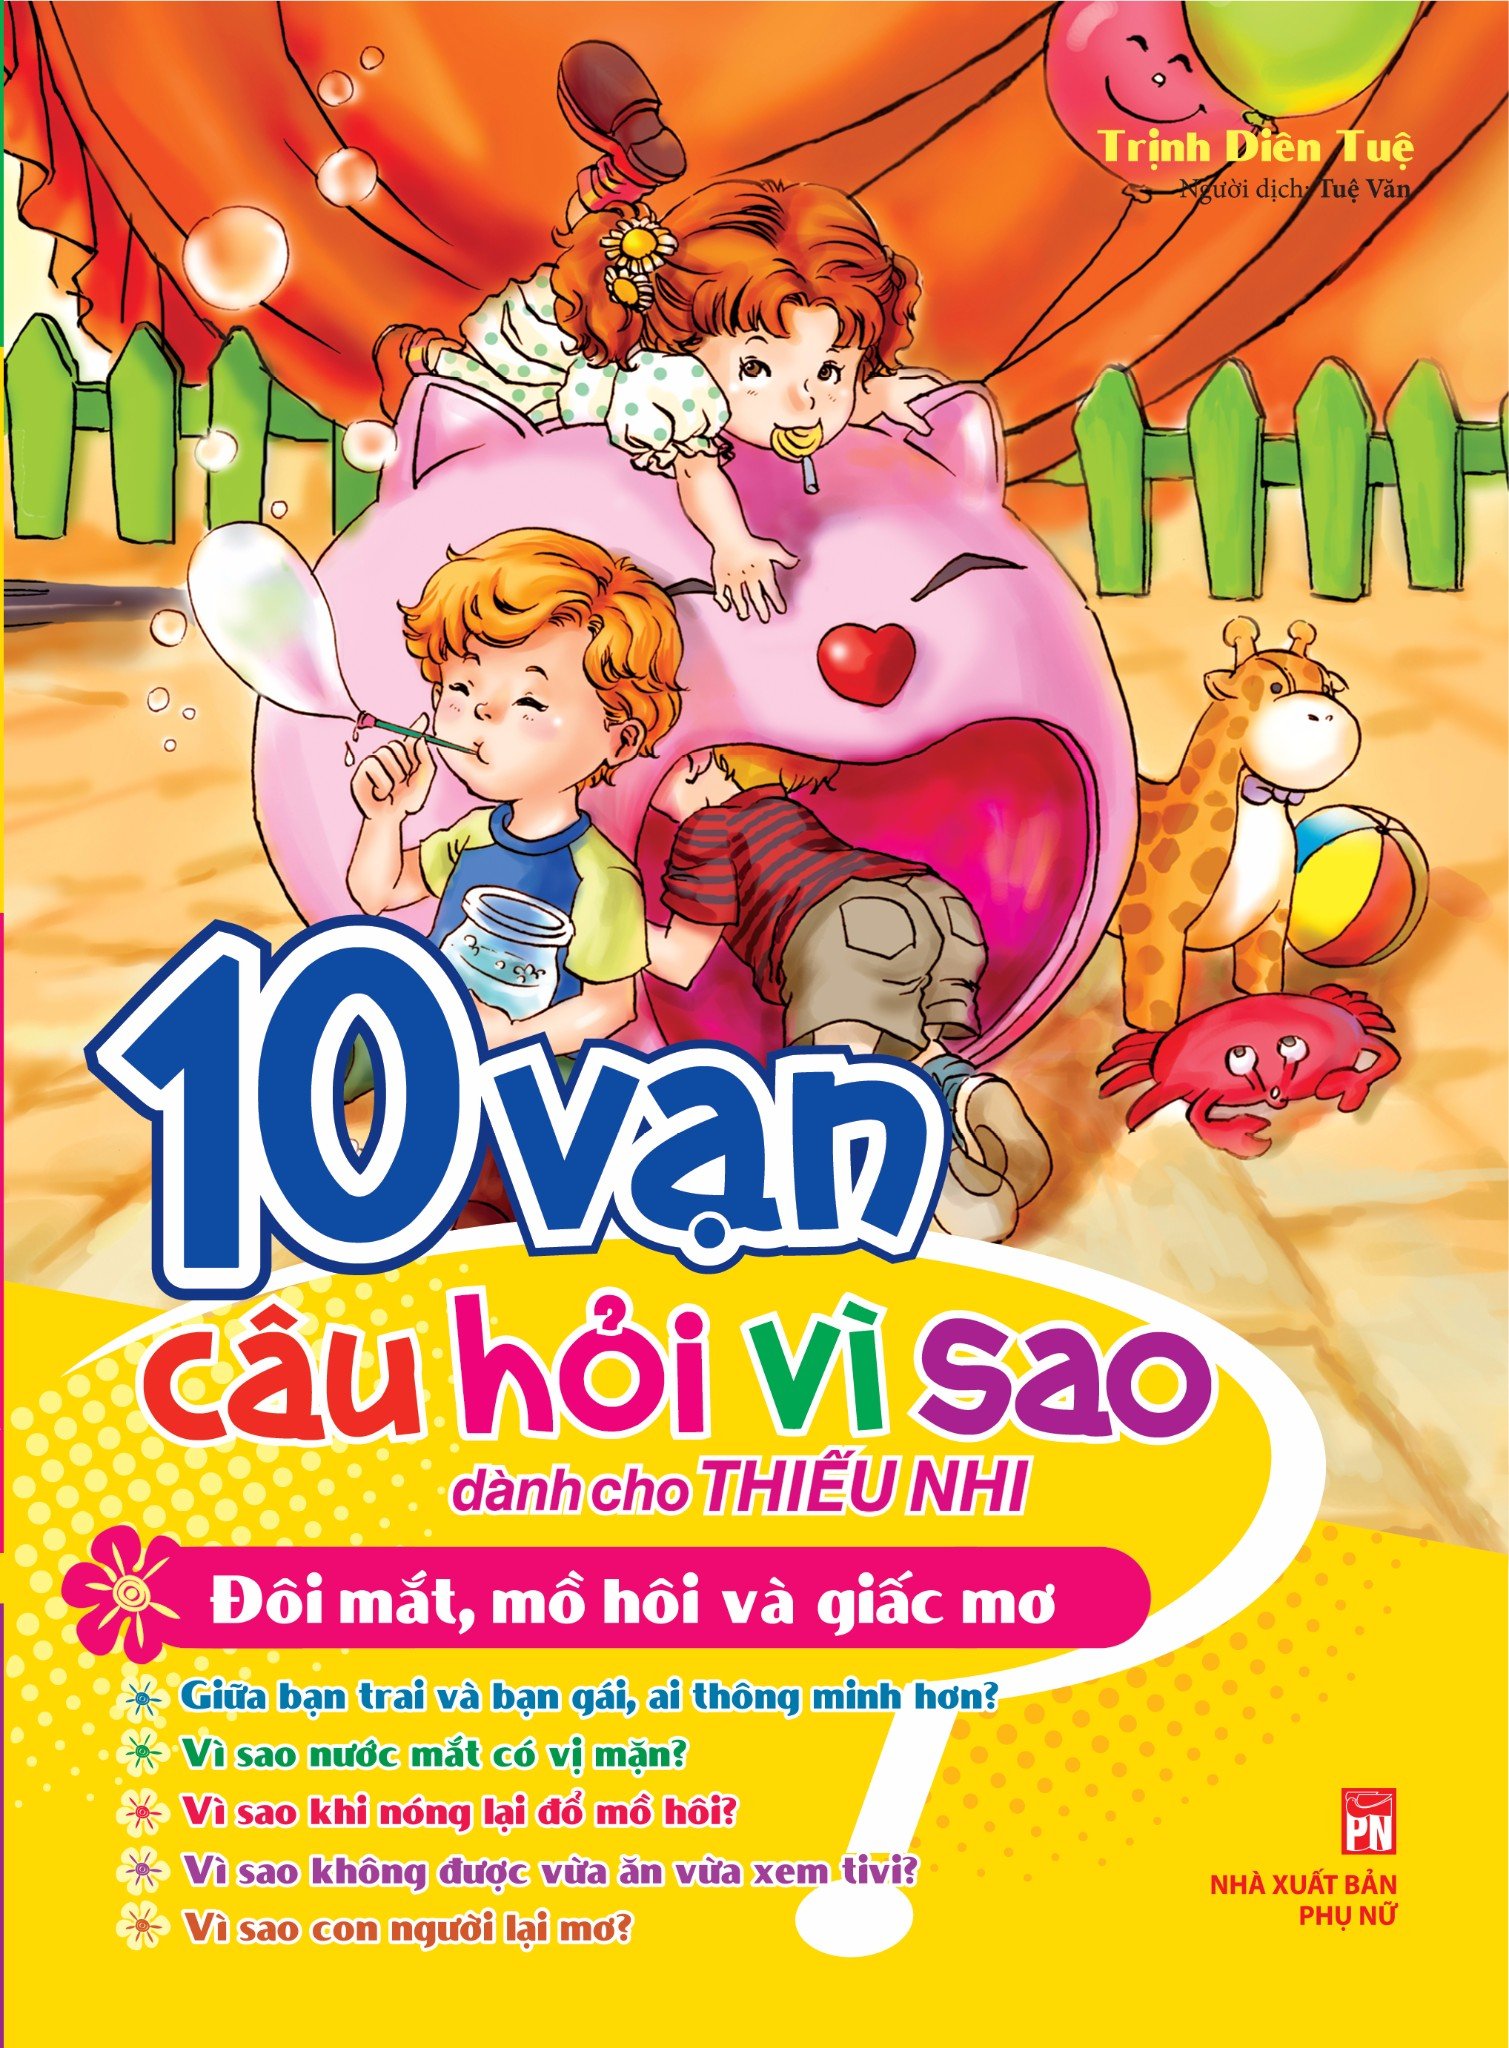 Trịnh Diên Tuệ
Người dịch: Tuệ Văn
10 vạn
câu hỏi vì sao
dành cho THIẾU NHI
Đôi mắt, mồ hôi và giấc mơ
Giữa bạn trai và bạn gái, ai thông minh hơn?
Vì sao nước mắt có vị mặn?
Vì sao khi nóng lại đổ mồ hôi?
Vì sao không được vừa ăn vừa xem tivi?
Vì sao con người lại mơ?
PN
NHÀ XUẤT BẢN
PHỤ NỮ